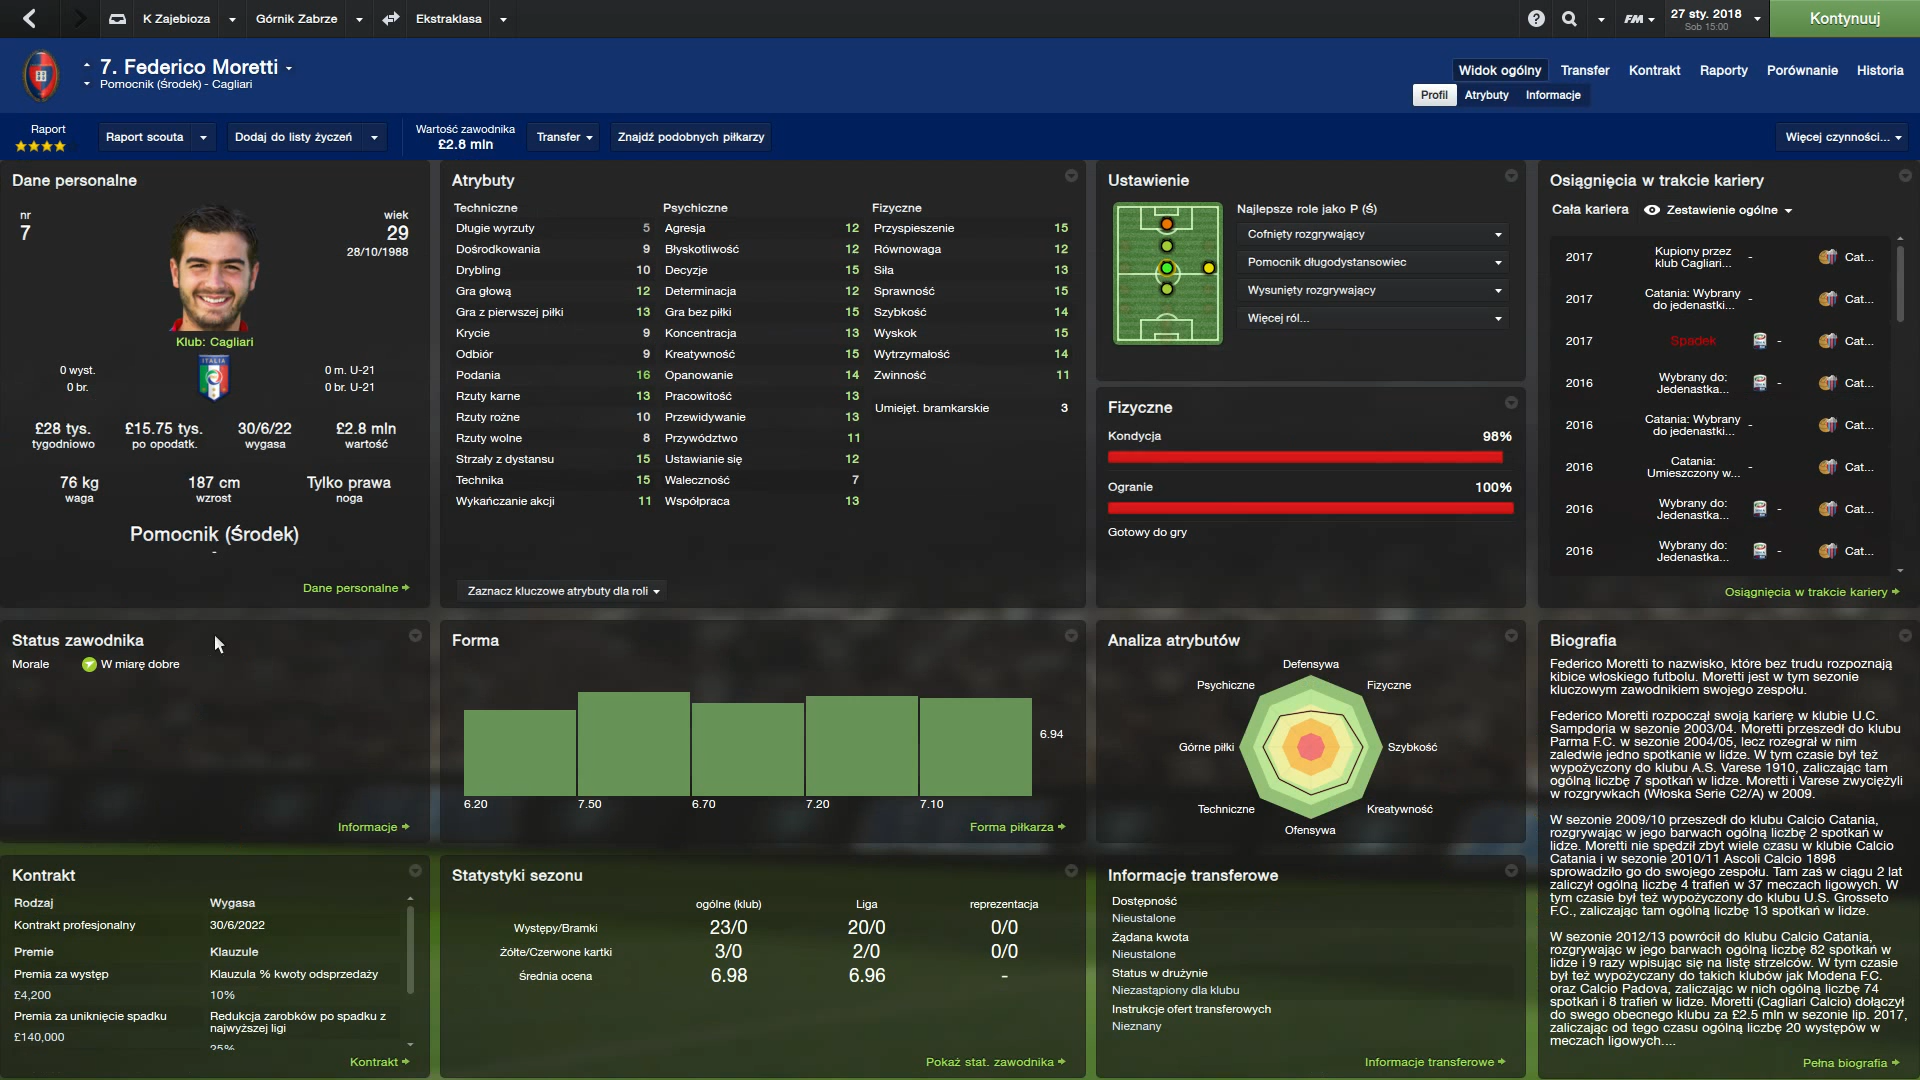 K Zajebioza
Górnik Zabrze
Ekstraklasa
FM
27 sty. 2018
Sob 15:00
Kontynuuj
7. Federico Moretti
Pomocnik (Środek) - Cagliari
Widok ogólny
Transfer
Kontrakt
Raporty
Porównanie
Historia
Profil
Atrybuty
Informacje
Raport
Raport scouta
Dodaj do listy życzeń
Wartość zawodnika
£2.8 mln
Transfer
Znajdź podobnych piłkarzy
Więcej czynności...
Dane personalne
nr
7
wiek
29
28/10/1988
Klub: Cagliari
ITALIA
0 wyst.
0 br.
0 m. U-21
0 br. U-21
£28 tys.
tygodniowo
£15.75 tys.
po opodatk.
30/6/22
wygasa
£2.8 mln
wartość
76 kg
waga
187 cm
wzrost
Tylko prawa
noga
Pomocnik (Środek)
-
Dane personalne
Atrybuty
Techniczne
Długie wyrzuty 5
Dośrodkowania 9
Drybling 10
Gra głową 12
Gra z pierwszej piłki 13
Krycie 9
Odbiór 9
Podania 16
Rzuty karne 13
Rzuty rożne 10
Rzuty wolne 8
Strzały z dystansu 15
Technika 15
Wykańczanie akcji 11
Psychiczne
Agresja 12
Błyskotliwość 12
Decyzje 15
Determinacja 12
Gra bez piłki 15
Koncentracja 13
Kreatywność 15
Opanowanie 14
Pracowitość 13
Przewidywanie 13
Przywództwo 11
Ustawianie się 12
Waleczność 7
Współpraca 13
Fizyczne
Przyspieszenie 15
Równowaga 12
Siła 13
Sprawność 15
Szybkość 14
Wyskok 15
Wytrzymałość 14
Zwinność 11
Umiejęt. bramkarskie 3
Zaznacz kluczowe atrybuty dla roli
Ustawienie
Najlepsze role jako P (Ś)
Cofnięty rozgrywający
Pomocnik długodystansowiec
Wysunięty rozgrywający
Więcej ról...
Fizyczne
Kondycja 98%
Ogranie 100%
Gotowy do gry
Osiągnięcia w trakcie kariery
Cała kariera
Zestawienie ogólne
2017 Kupiony przez klub Cagliari... - Cat...
2017 Catania: Wybrany do jedenastki... - Cat...
2017 Spadek - Cat...
2016 Wybrany do: Jedenastka... - Cat...
2016 Catania: Wybrany do jedenastki... - Cat...
2016 Catania: Umieszczony w... - Cat...
2016 Wybrany do: Jedenastka... - Cat...
2016 Wybrany do: Jedenastka... - Cat...
Osiągnięcia w trakcie kariery
Status zawodnika
Morale W miarę dobre
Informacje
Forma
6.94
6.20 7.50 6.70 7.20 7.10
Forma piłkarza
Analiza atrybutów
Defensywa
Psychiczne
Fizyczne
Górne piłki
Szybkość
Techniczne
Kreatywność
Ofensywa
Biografia
Federico Moretti to nazwisko, które bez trudu rozpoznają
kibice włoskiego futbolu. Moretti jest w tym sezonie
kluczowym zawodnikiem swojego zespołu.
Federico Moretti rozpoczął swoją karierę w klubie U.C.
Sampdoria w sezonie 2003/04. Moretti przeszedł do klubu
Parma F.C. w sezonie 2004/05, lecz rozegrał w nim
zaledwie jedno spotkanie w lidze. W tym czasie był też
wypożyczony do klubu A.S. Varese 1910, zaliczając tam
ogólną liczbę 7 spotkań w lidze. Moretti i Varese zwyciężyli
w rozgrywkach (Włoska Serie C2/A) w 2009.
W sezonie 2009/10 przeszedł do klubu Calcio Catania,
rozgrywając w jego barwach ogólną liczbę 2 spotkań w
lidze. Moretti nie spędził zbyt wiele czasu w klubie Calcio
Catania i w sezonie 2010/11 Ascoli Calcio 1898
sprowadziło go do swojego zespołu. Tam zaś w ciągu 2 lat
zaliczył ogólną liczbę 4 trafień w 37 meczach ligowych. W
tym czasie był też wypożyczony do klubu U.S. Grosseto
F.C., zaliczając tam ogólną liczbę 13 spotkań w lidze.
W sezonie 2012/13 powrócił do klubu Calcio Catania,
rozgrywając w jego barwach ogólną liczbę 82 spotkań w
lidze i 9 razy wpisując się na listę strzelców. W tym czasie
był też wypożyczany do takich klubów jak Modena F.C.
oraz Calcio Padova, zaliczając w nich ogólną liczbę 74
spotkań i 8 trafień w lidze. Moretti (Cagliari Calcio) dołączył
do swego obecnego klubu za £2.5 mln w sezonie lip. 2017,
zaliczając od tego czasu ogólną liczbę 20 występów w
meczach ligowych....
Pełna biografia
Kontrakt
Rodzaj Wygasa
Kontrakt profesjonalny 30/6/2022
Premie Klauzule
Premia za występ Klauzula % kwoty odsprzedaży
£4,200 10%
Premia za uniknięcie spadku Redukcja zarobków po spadku z najwyższej ligi
£140,000 25%
Kontrakt
Statystyki sezonu
ogólne (klub) Liga reprezentacja
Występy/Bramki 23/0 20/0 0/0
Żółte/Czerwone kartki 3/0 2/0 0/0
Średnia ocena 6.98 6.96 -
Pokaż stat. zawodnika
Informacje transferowe
Dostępność
Nieustalone
Żądana kwota
Nieustalone
Status w drużynie
Niezastąpiony dla klubu
Instrukcje ofert transferowych
Nieznany
Informacje transferowe